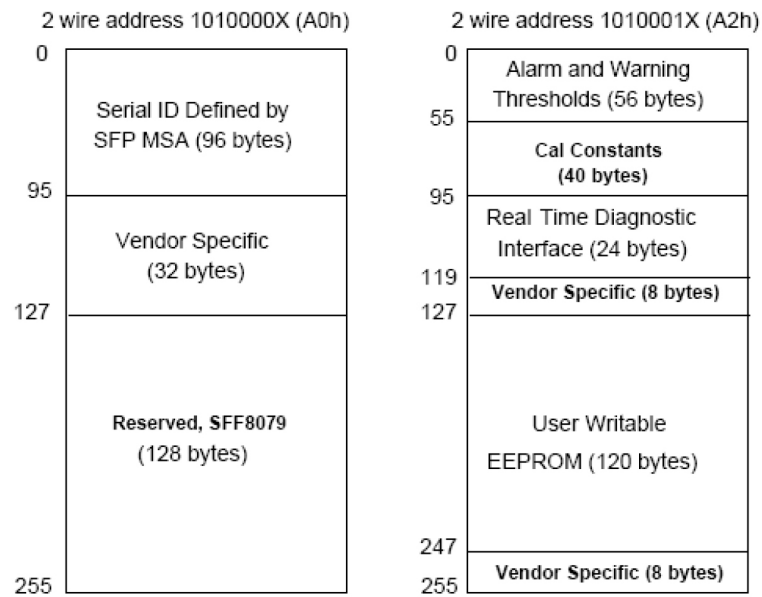 2 wire address 1010000X (A0h)
0
Serial ID Defined by
SFP MSA (96 bytes)
95
Vendor Specific
(32 bytes)
127
Reserved, SFF8079
(128 bytes)
255
2 wire address 1010001X (A2h)
0
Alarm and Warning
Thresholds (56 bytes)
55
Cal Constants
(40 bytes)
95
Real Time Diagnostic
Interface (24 bytes)
119
Vendor Specific (8 bytes)
127
User Writable
EEPROM (120 bytes)
247
Vendor Specific (8 bytes)
255